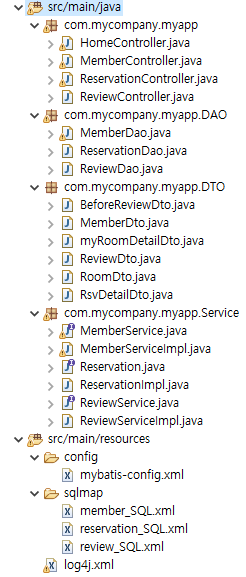 src/main/java
com.mycompany.myapp
HomeController.java
MemberController.java
ReservationController.java
ReviewController.java
com.mycompany.myapp.DAO
MemberDao.java
ReservationDao.java
ReviewDao.java
com.mycompany.myapp.DTO
BeforeReviewDto.java
MemberDto.java
myRoomDetailDto.java
ReviewDto.java
RoomDto.java
RsvDetailDto.java
com.mycompany.myapp.Service
MemberService.java
MemberServiceImpl.java
Reservation.java
ReservationImpl.java
ReviewService.java
ReviewServiceImpl.java
src/main/resources
config
mybatis-config.xml
sqlmap
member_SQL.xml
reservation_SQL.xml
review_SQL.xml
log4j.xml